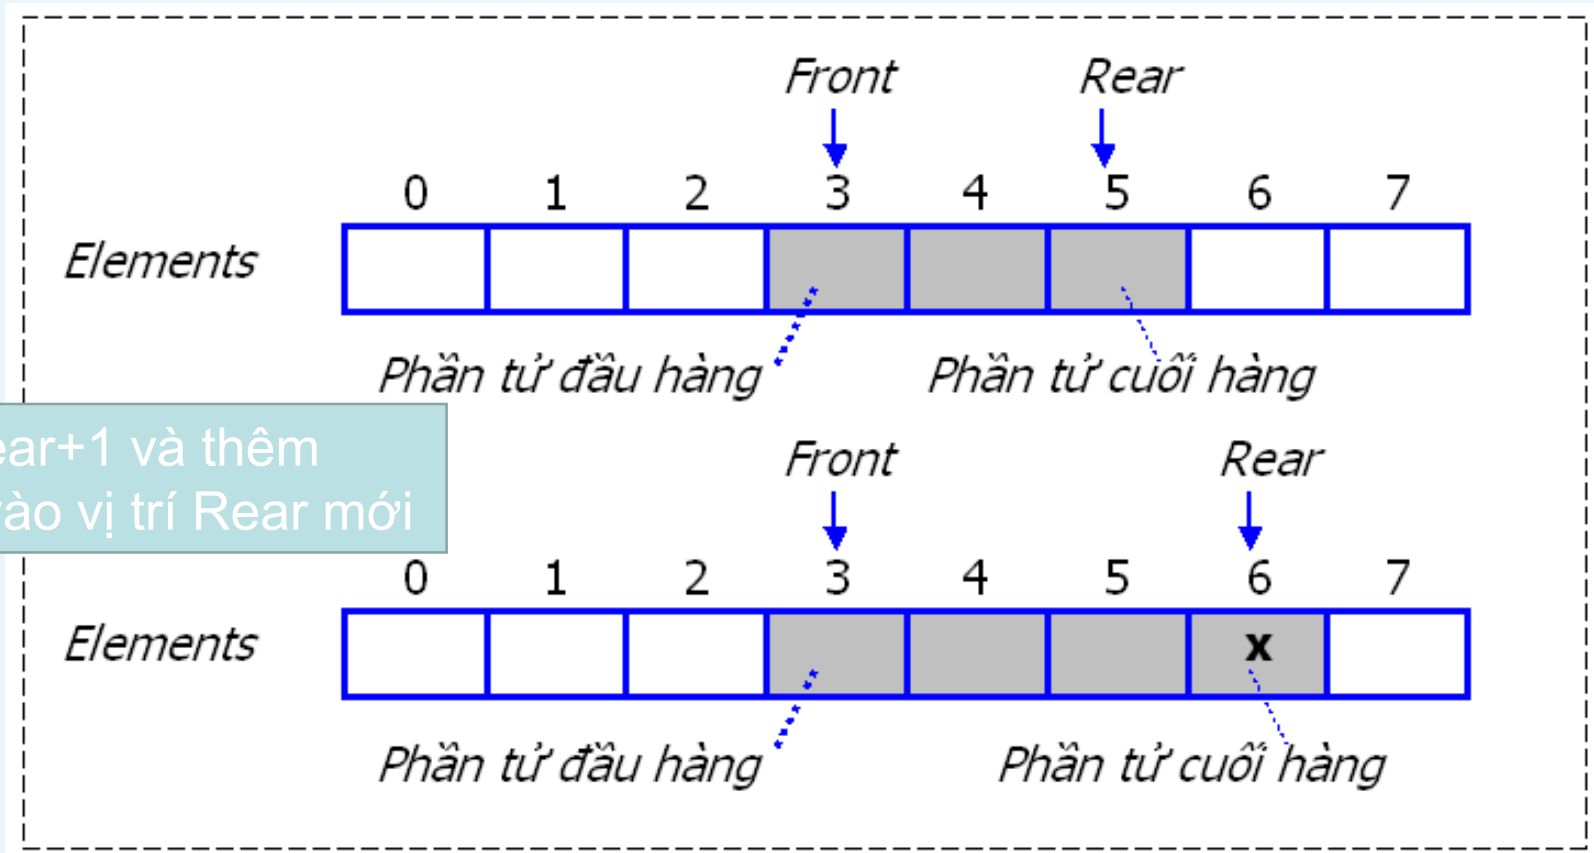 Front Rear
0 1 2 3 4 5 6 7
Elements
Phần tử đầu hàng Phần tử cuối hàng
ear+1 và thêm
vào vị trí Rear mới
Front Rear
0 1 2 3 4 5 6 7
Elements x
Phần tử đầu hàng Phần tử cuối hàng